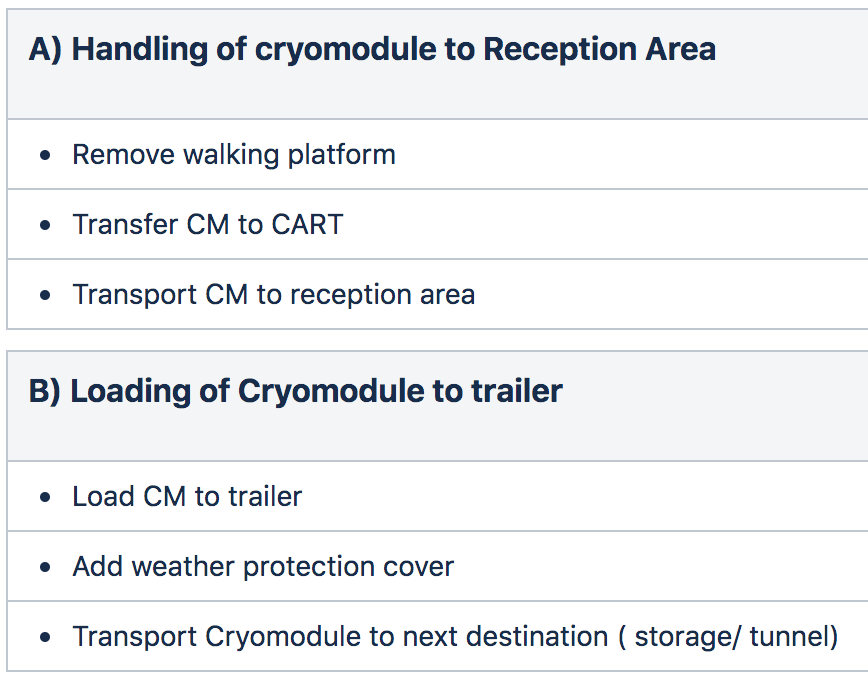 A) Handling of cryomodule to Reception Area
• Remove walking platform
• Transfer CM to CART
• Transport CM to reception area
B) Loading of Cryomodule to trailer
• Load CM to trailer
• Add weather protection cover
• Transport Cryomodule to next destination ( storage/ tunnel)